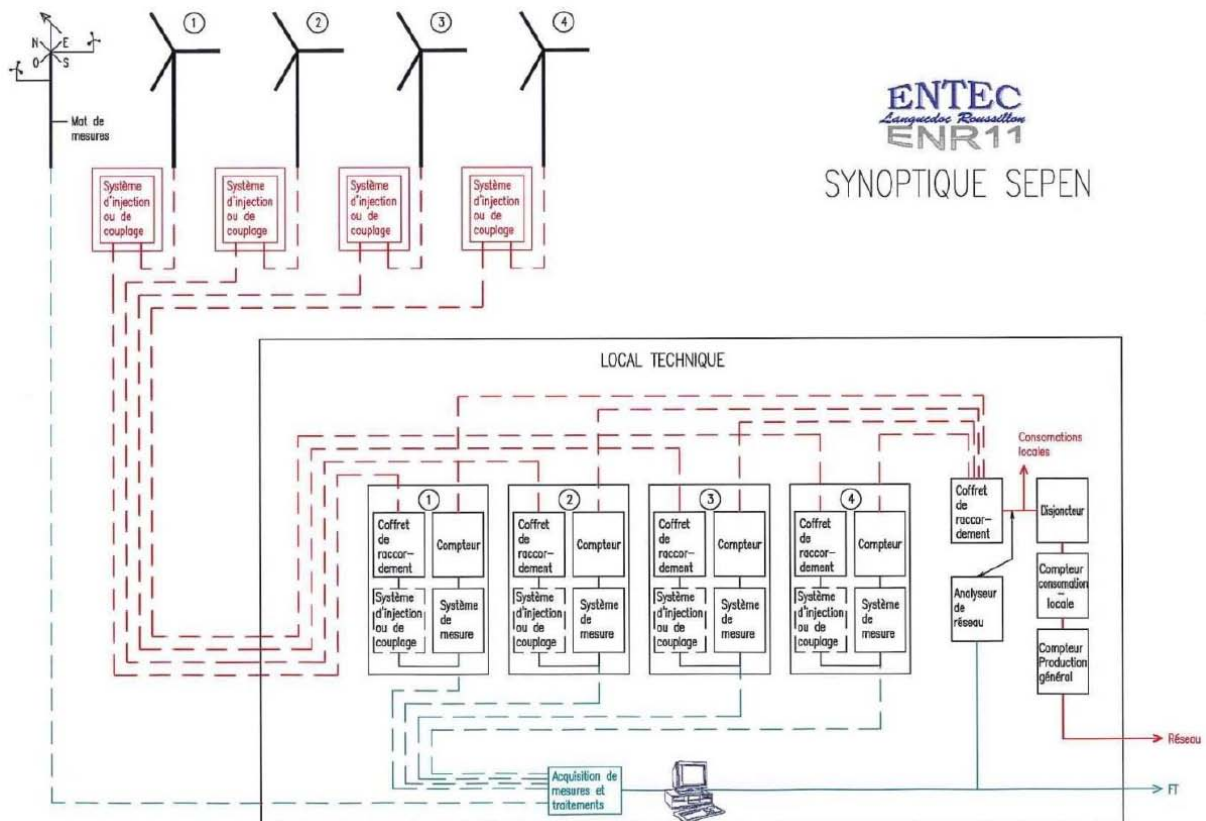 1
2
3
4
N E
O S
Mat de
mesures
ENTEC
Languedoc Roussillon
ENR11
SYNOPTIQUE SEPEN
Système
d'injection
ou de
couplage
Système
d'injection
ou de
couplage
Système
d'injection
ou de
couplage
Système
d'injection
ou de
couplage
LOCAL TECHNIQUE
Consomations
locales
1
Coffret
de
raccor-
dement
Compteur
Système
d'injection
ou de
couplage
Système
de
mesure
2
Coffret
de
raccor-
dement
Compteur
Système
d'injection
ou de
couplage
Système
de
mesure
3
Coffret
de
raccor-
dement
Compteur
Système
d'injection
ou de
couplage
Système
de
mesure
4
Coffret
de
raccor-
dement
Compteur
Système
d'injection
ou de
couplage
Système
de
mesure
Coffret
de
raccor-
dement
Disjoncteur
Analyseur
de
réseau
Compteur
consomation
locale
Compteur
Production
général
Réseau
Acquisition de
mesures et
traitements
FT